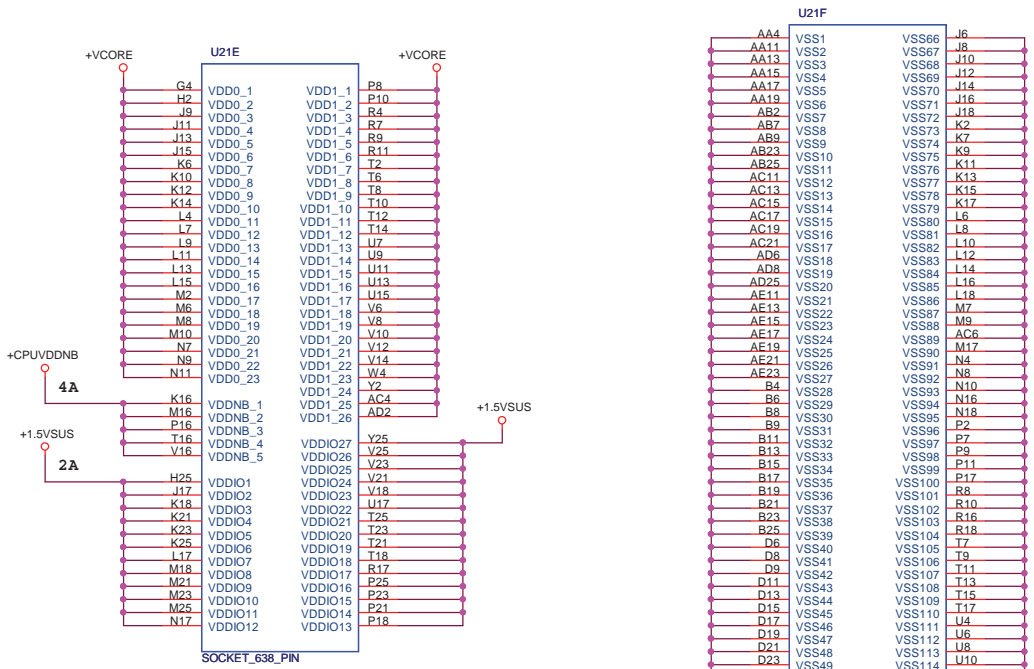 U21E
+VCORE +VCORE
G4 VDD0_1 VDD1_1 P8
H2 VDD0_2 VDD1_2 P10
J9 VDD0_3 VDD1_3 R4
J11 VDD0_4 VDD1_4 R7
J13 VDD0_5 VDD1_5 R9
J15 VDD0_6 VDD1_6 R11
K6 VDD0_7 VDD1_7 T2
K10 VDD0_8 VDD1_8 T6
K12 VDD0_9 VDD1_9 T8
K14 VDD0_10 VDD1_10 T10
L4 VDD0_11 VDD1_11 T12
L7 VDD0_12 VDD1_12 T14
L9 VDD0_13 VDD1_13 U7
L11 VDD0_14 VDD1_14 U9
L13 VDD0_15 VDD1_15 U11
L15 VDD0_16 VDD1_16 U13
M2 VDD0_17 VDD1_17 U15
M6 VDD0_18 VDD1_18 V6
M8 VDD0_19 VDD1_19 V8
M10 VDD0_20 VDD1_20 V10
N7 VDD0_21 VDD1_21 V12
N9 VDD0_22 VDD1_22 V14
N11 VDD0_23 VDD1_23 W4
VDD1_24 Y2
+CPUVDDNB
4A
K16 VDDNB_1 VDD1_25 AC4
M16 VDDNB_2 VDD1_26 AD2
P16 VDDNB_3
T16 VDDNB_4
V16 VDDNB_5
+1.5VSUS
VDDIO27 Y25
VDDIO26 V25
VDDIO25 V23
+1.5VSUS
2A
H25 VDDIO1 VDDIO24 V21
J17 VDDIO2 VDDIO23 V18
K18 VDDIO3 VDDIO22 U17
K21 VDDIO4 VDDIO21 T25
K23 VDDIO5 VDDIO20 T23
K25 VDDIO6 VDDIO19 T21
L17 VDDIO7 VDDIO18 T18
M18 VDDIO8 VDDIO17 R17
M21 VDDIO9 VDDIO16 P25
M23 VDDIO10 VDDIO15 P23
M25 VDDIO11 VDDIO14 P21
N17 VDDIO12 VDDIO13 P18
SOCKET_638_PIN
U21F
AA4 VSS1 VSS66 J6
AA11 VSS2 VSS67 J8
AA13 VSS3 VSS68 J10
AA15 VSS4 VSS69 J12
AA17 VSS5 VSS70 J14
AA19 VSS6 VSS71 J16
AB2 VSS7 VSS72 J18
AB7 VSS8 VSS73 K2
AB9 VSS9 VSS74 K7
AB23 VSS10 VSS75 K9
AB25 VSS11 VSS76 K11
AC11 VSS12 VSS77 K13
AC13 VSS13 VSS78 K15
AC15 VSS14 VSS79 K17
AC17 VSS15 VSS80 L6
AC19 VSS16 VSS81 L8
AC21 VSS17 VSS82 L10
AD6 VSS18 VSS83 L12
AD8 VSS19 VSS84 L14
AD25 VSS20 VSS85 L16
AE11 VSS21 VSS86 L18
AE13 VSS22 VSS87 M7
AE15 VSS23 VSS88 M9
AE17 VSS24 VSS89 AC6
AE19 VSS25 VSS90 M17
AE21 VSS26 VSS91 N4
AE23 VSS27 VSS92 N8
B4 VSS28 VSS93 N10
B6 VSS29 VSS94 N16
B8 VSS30 VSS95 N18
B9 VSS31 VSS96 P2
B11 VSS32 VSS97 P7
B13 VSS33 VSS98 P9
B15 VSS34 VSS99 P11
B17 VSS35 VSS100 P17
B19 VSS36 VSS101 R8
B21 VSS37 VSS102 R10
B23 VSS38 VSS103 R16
B25 VSS39 VSS104 R18
D6 VSS40 VSS105 T7
D8 VSS41 VSS106 T9
D9 VSS42 VSS107 T11
D11 VSS43 VSS108 T13
D13 VSS44 VSS109 T15
D15 VSS45 VSS110 T17
D17 VSS46 VSS111 U4
D19 VSS47 VSS112 U6
D21 VSS48 VSS113 U8
D23 VSS49 VSS114 U10